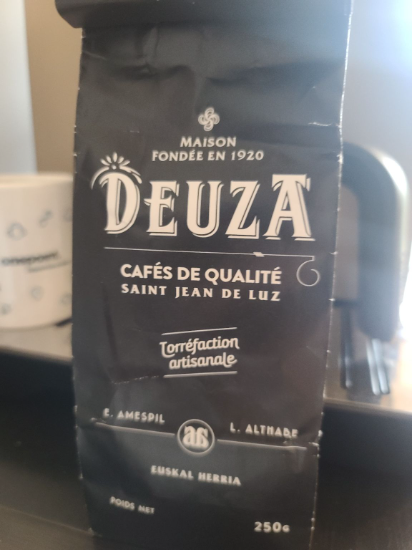 MAISON
FONDÉE EN 1920
DEUZA
CAFÉS DE QUALITÉ
SAINT JEAN DE LUZ
Torréfaction
artisanale
E. AMESPIL
L. ALTHABE
EUSKAL HERRIA
POIDS NET
250G